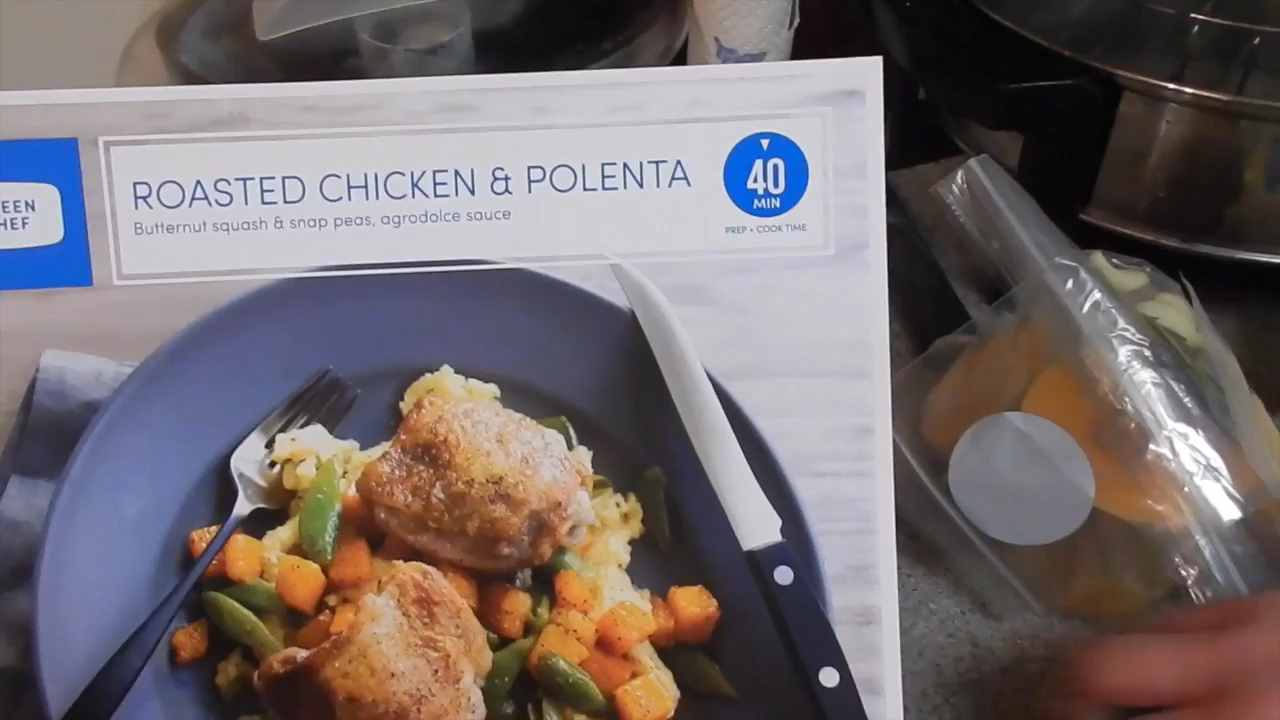 EEN
HEF
ROASTED CHICKEN & POLENTA
Butternut squash & snap peas, agrodolce sauce
40
MIN
PREP + COOK TIME